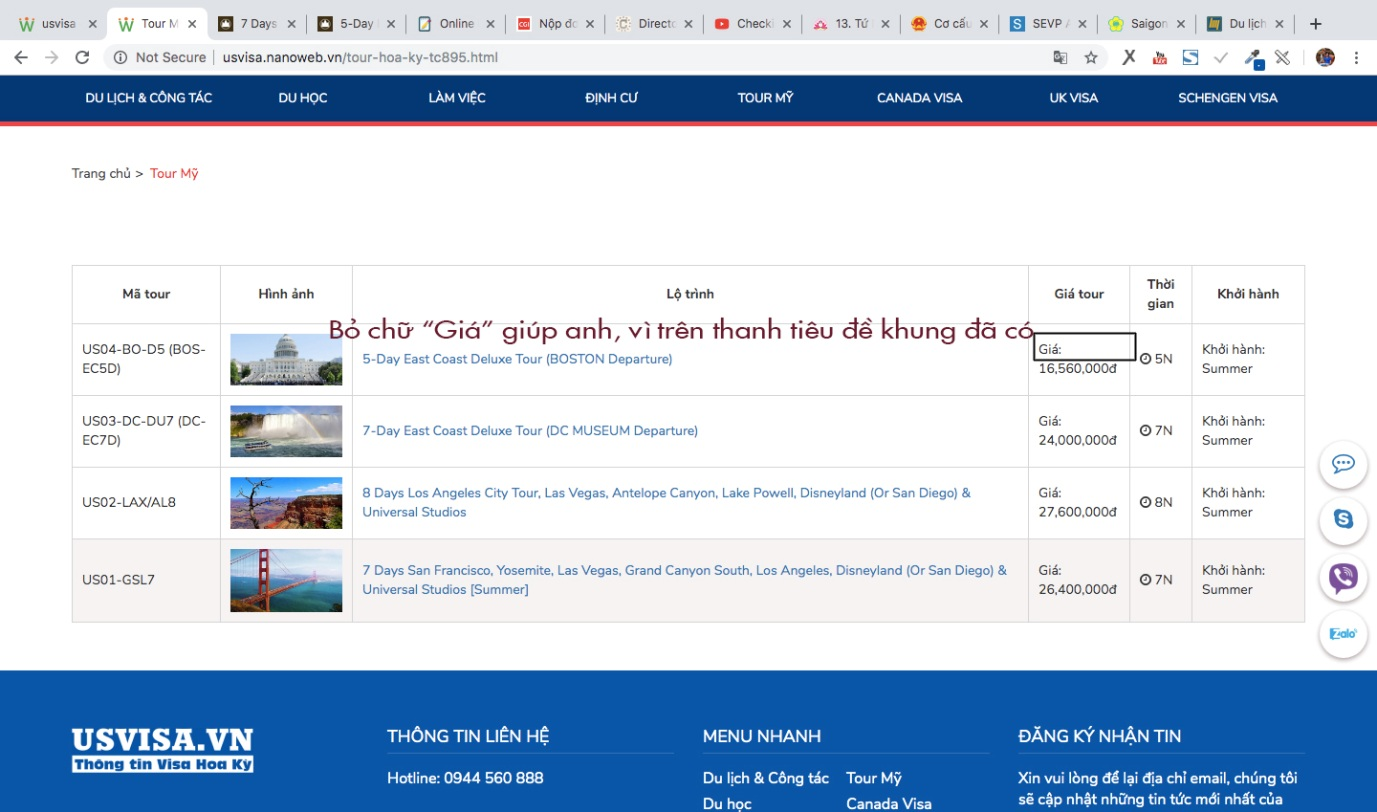 usvisa
Tour M
7 Days
5-Day
Online
CGI Nộp đơ
Directo
Checki
13. Tứ
Cơ cấu
S SEVP A
Saigon
Du lịch
Not Secure usvisa.nanoweb.vn/tour-hoa-ky-tc895.html
DU LỊCH & CÔNG TÁC DU HỌC LÀM VIỆC ĐỊNH CƯ TOUR MỸ CANADA VISA UK VISA SCHENGEN VISA
Trang chủ > Tour Mỹ
Mã tour Hình ảnh Lộ trình Giá tour Thời gian Khởi hành
Bỏ chữ “Giá” giúp anh, vì trên thanh tiêu đề khung đã có
US04-BO-D5 (BOS-
EC5D)
5-Day East Coast Deluxe Tour (BOSTON Departure)
Giá:
16,560,000đ
5N
Khởi hành:
Summer
US03-DC-DU7 (DC-
EC7D)
7-Day East Coast Deluxe Tour (DC MUSEUM Departure)
Giá:
24,000,000đ
7N
Khởi hành:
Summer
US02-LAX/AL8
8 Days Los Angeles City Tour, Las Vegas, Antelope Canyon, Lake Powell, Disneyland (Or San Diego) &
Universal Studios
Giá:
27,600,000đ
8N
Khởi hành:
Summer
US01-GSL7
7 Days San Francisco, Yosemite, Las Vegas, Grand Canyon South, Los Angeles, Disneyland (Or San Diego) &
Universal Studios [Summer]
Giá:
26,400,000đ
7N
Khởi hành:
Summer
Zalo
USVISA.VN
Thông tin Visa Hoa Kỳ
THÔNG TIN LIÊN HỆ
Hotline: 0944 560 888
MENU NHANH
Du lịch & Công tác Tour Mỹ
Du học Canada Visa
ĐĂNG KÝ NHẬN TIN
Xin vui lòng để lại địa chỉ email, chúng tôi
sẽ cập nhật những tin tức mới nhất của